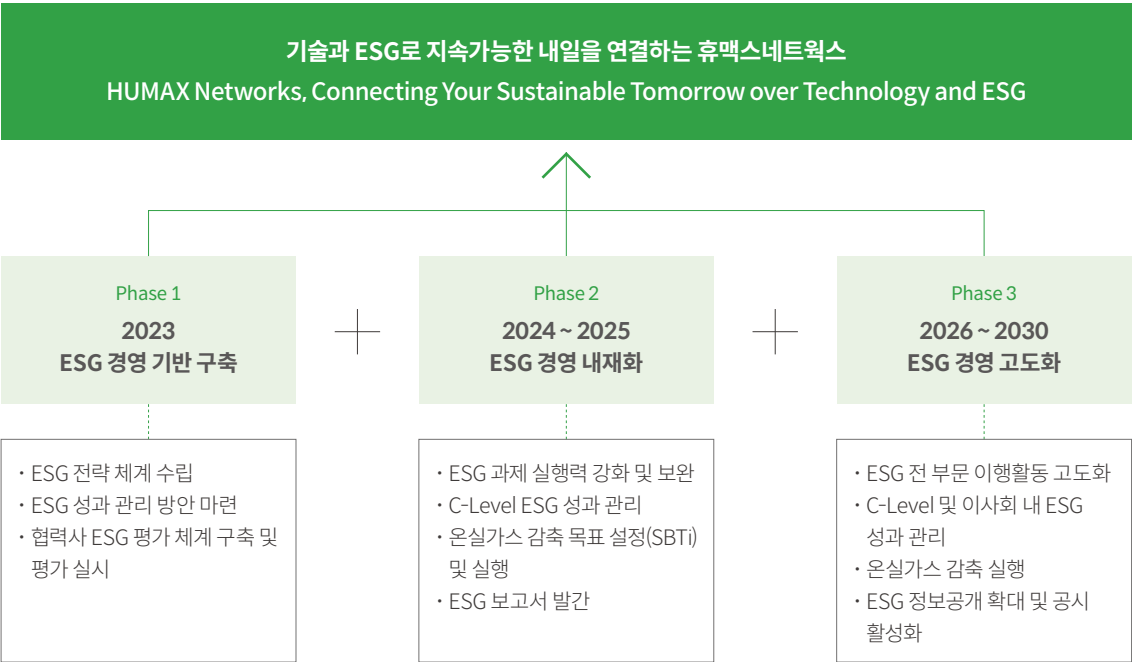 기술과 ESG로 지속가능한 내일을 연결하는 휴맥스네트웍스
HUMAX Networks, Connecting Your Sustainable Tomorrow over Technology and ESG
Phase 1
2023
ESG 경영 기반 구축
· ESG 전략 체계 수립
· ESG 성과 관리 방안 마련
· 협력사 ESG 평가 체계 구축 및
평가 실시
Phase 2
2024 ~ 2025
ESG 경영 내재화
· ESG 과제 실행력 강화 및 보완
· C-Level ESG 성과 관리
· 온실가스 감축 목표 설정(SBTi)
및 실행
· ESG 보고서 발간
Phase 3
2026 ~ 2030
ESG 경영 고도화
· ESG 전 부문 이행활동 고도화
· C-Level 및 이사회 내 ESG
성과 관리
· 온실가스 감축 실행
· ESG 정보공개 확대 및 공시
활성화